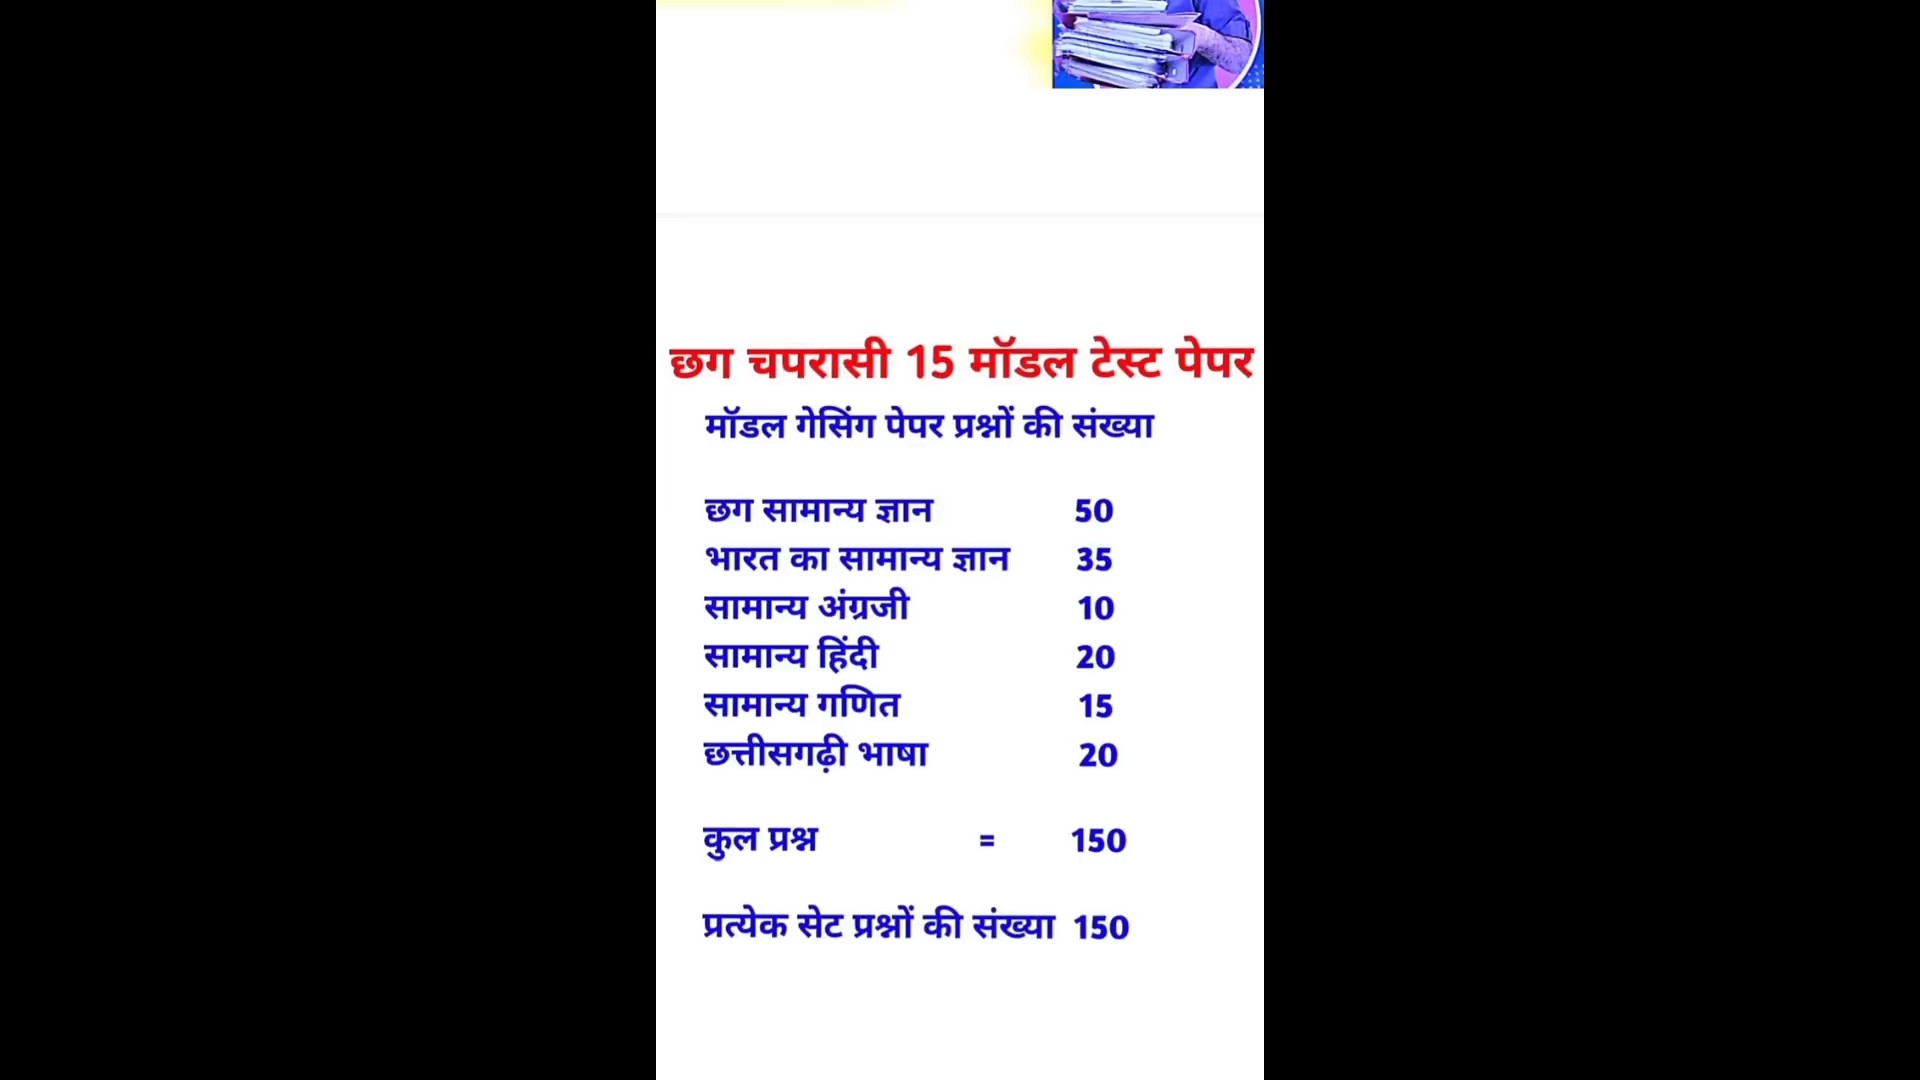 छग चपरासी 15 मॉडल टेस्ट पेपर
मॉडल गेसिंग पेपर प्रश्नों की संख्या
छग सामान्य ज्ञान 50
भारत का सामान्य ज्ञान 35
सामान्य अंग्रजी 10
सामान्य हिंदी 20
सामान्य गणित 15
छत्तीसगढ़ी भाषा 20
कुल प्रश्न = 150
प्रत्येक सेट प्रश्नों की संख्या 150